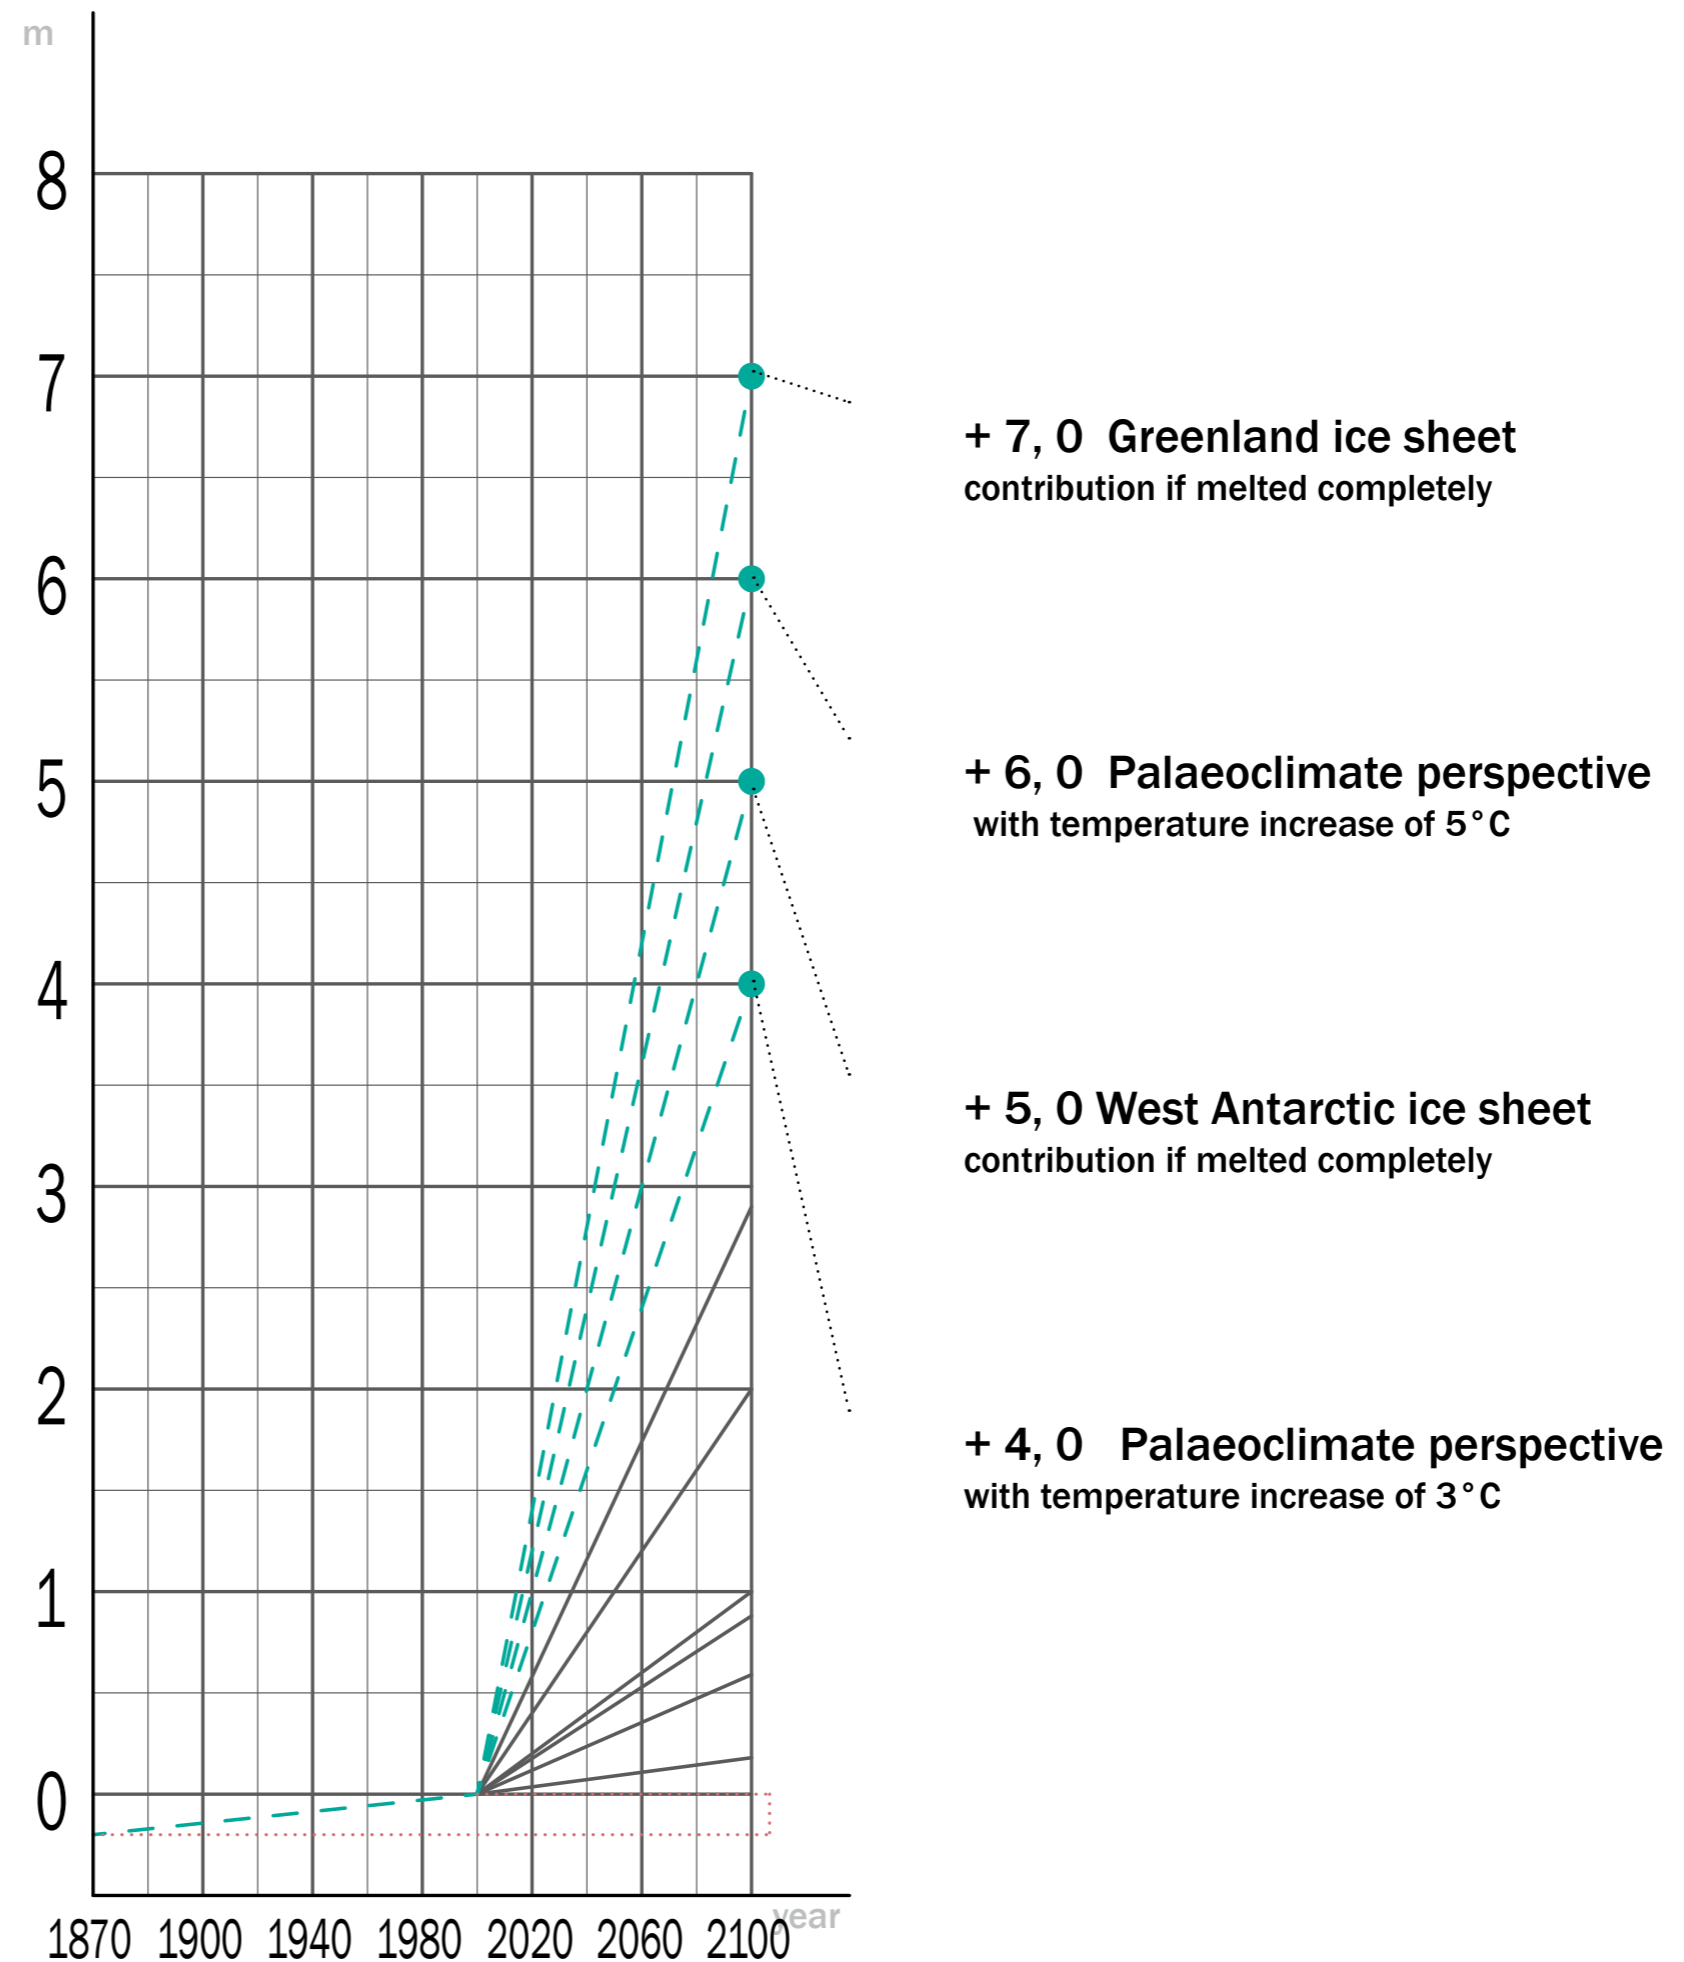 m
8
7
+ 7, 0 Greenland ice sheet
contribution if melted completely
6
+ 6, 0 Palaeoclimate perspective
with temperature increase of 5°C
5
+ 5, 0 West Antarctic ice sheet
contribution if melted completely
4
+ 4, 0 Palaeoclimate perspective
with temperature increase of 3°C
3
2
1
0
year
1870 1900 1940 1980 2020 2060 2100